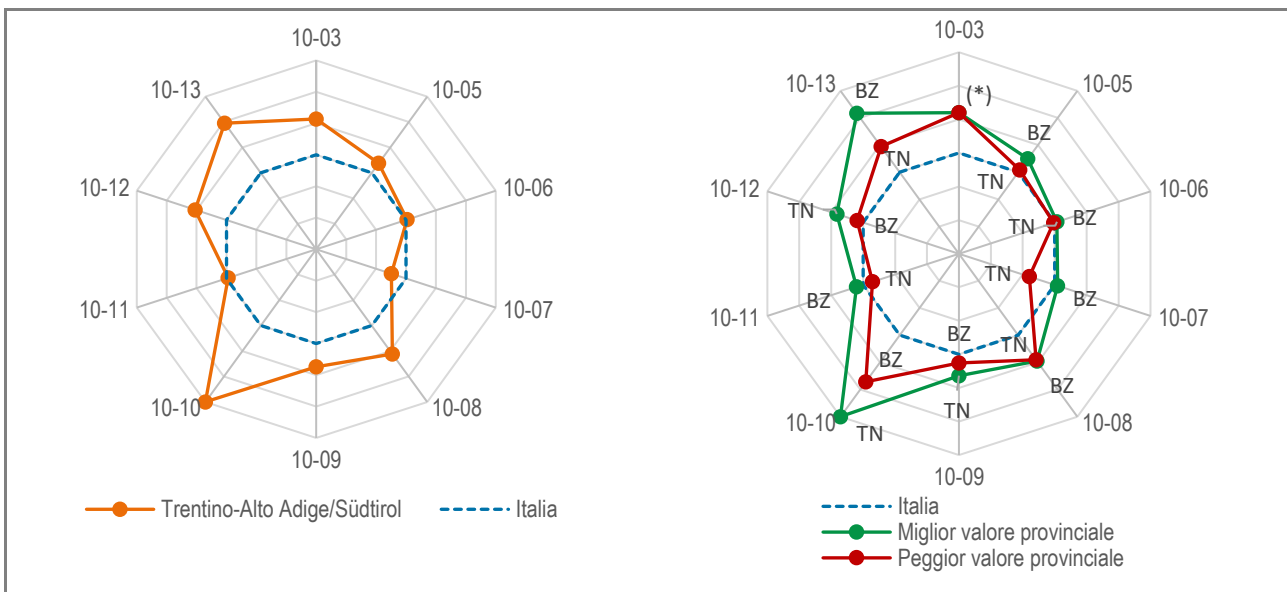 10-03
10-05
10-06
10-07
10-08
10-09
10-10
10-11
10-12
10-13
Trentino-Alto Adige/Südtirol
Italia
10-03
10-05
10-06
10-07
10-08
10-09
10-10
10-11
10-12
10-13
(*)
BZ
TN
BZ
TN
BZ
TN
BZ
TN
BZ
TN
BZ
TN
BZ
TN
TN
BZ
BZ
TN
Italia
Miglior valore provinciale
Peggior valore provinciale